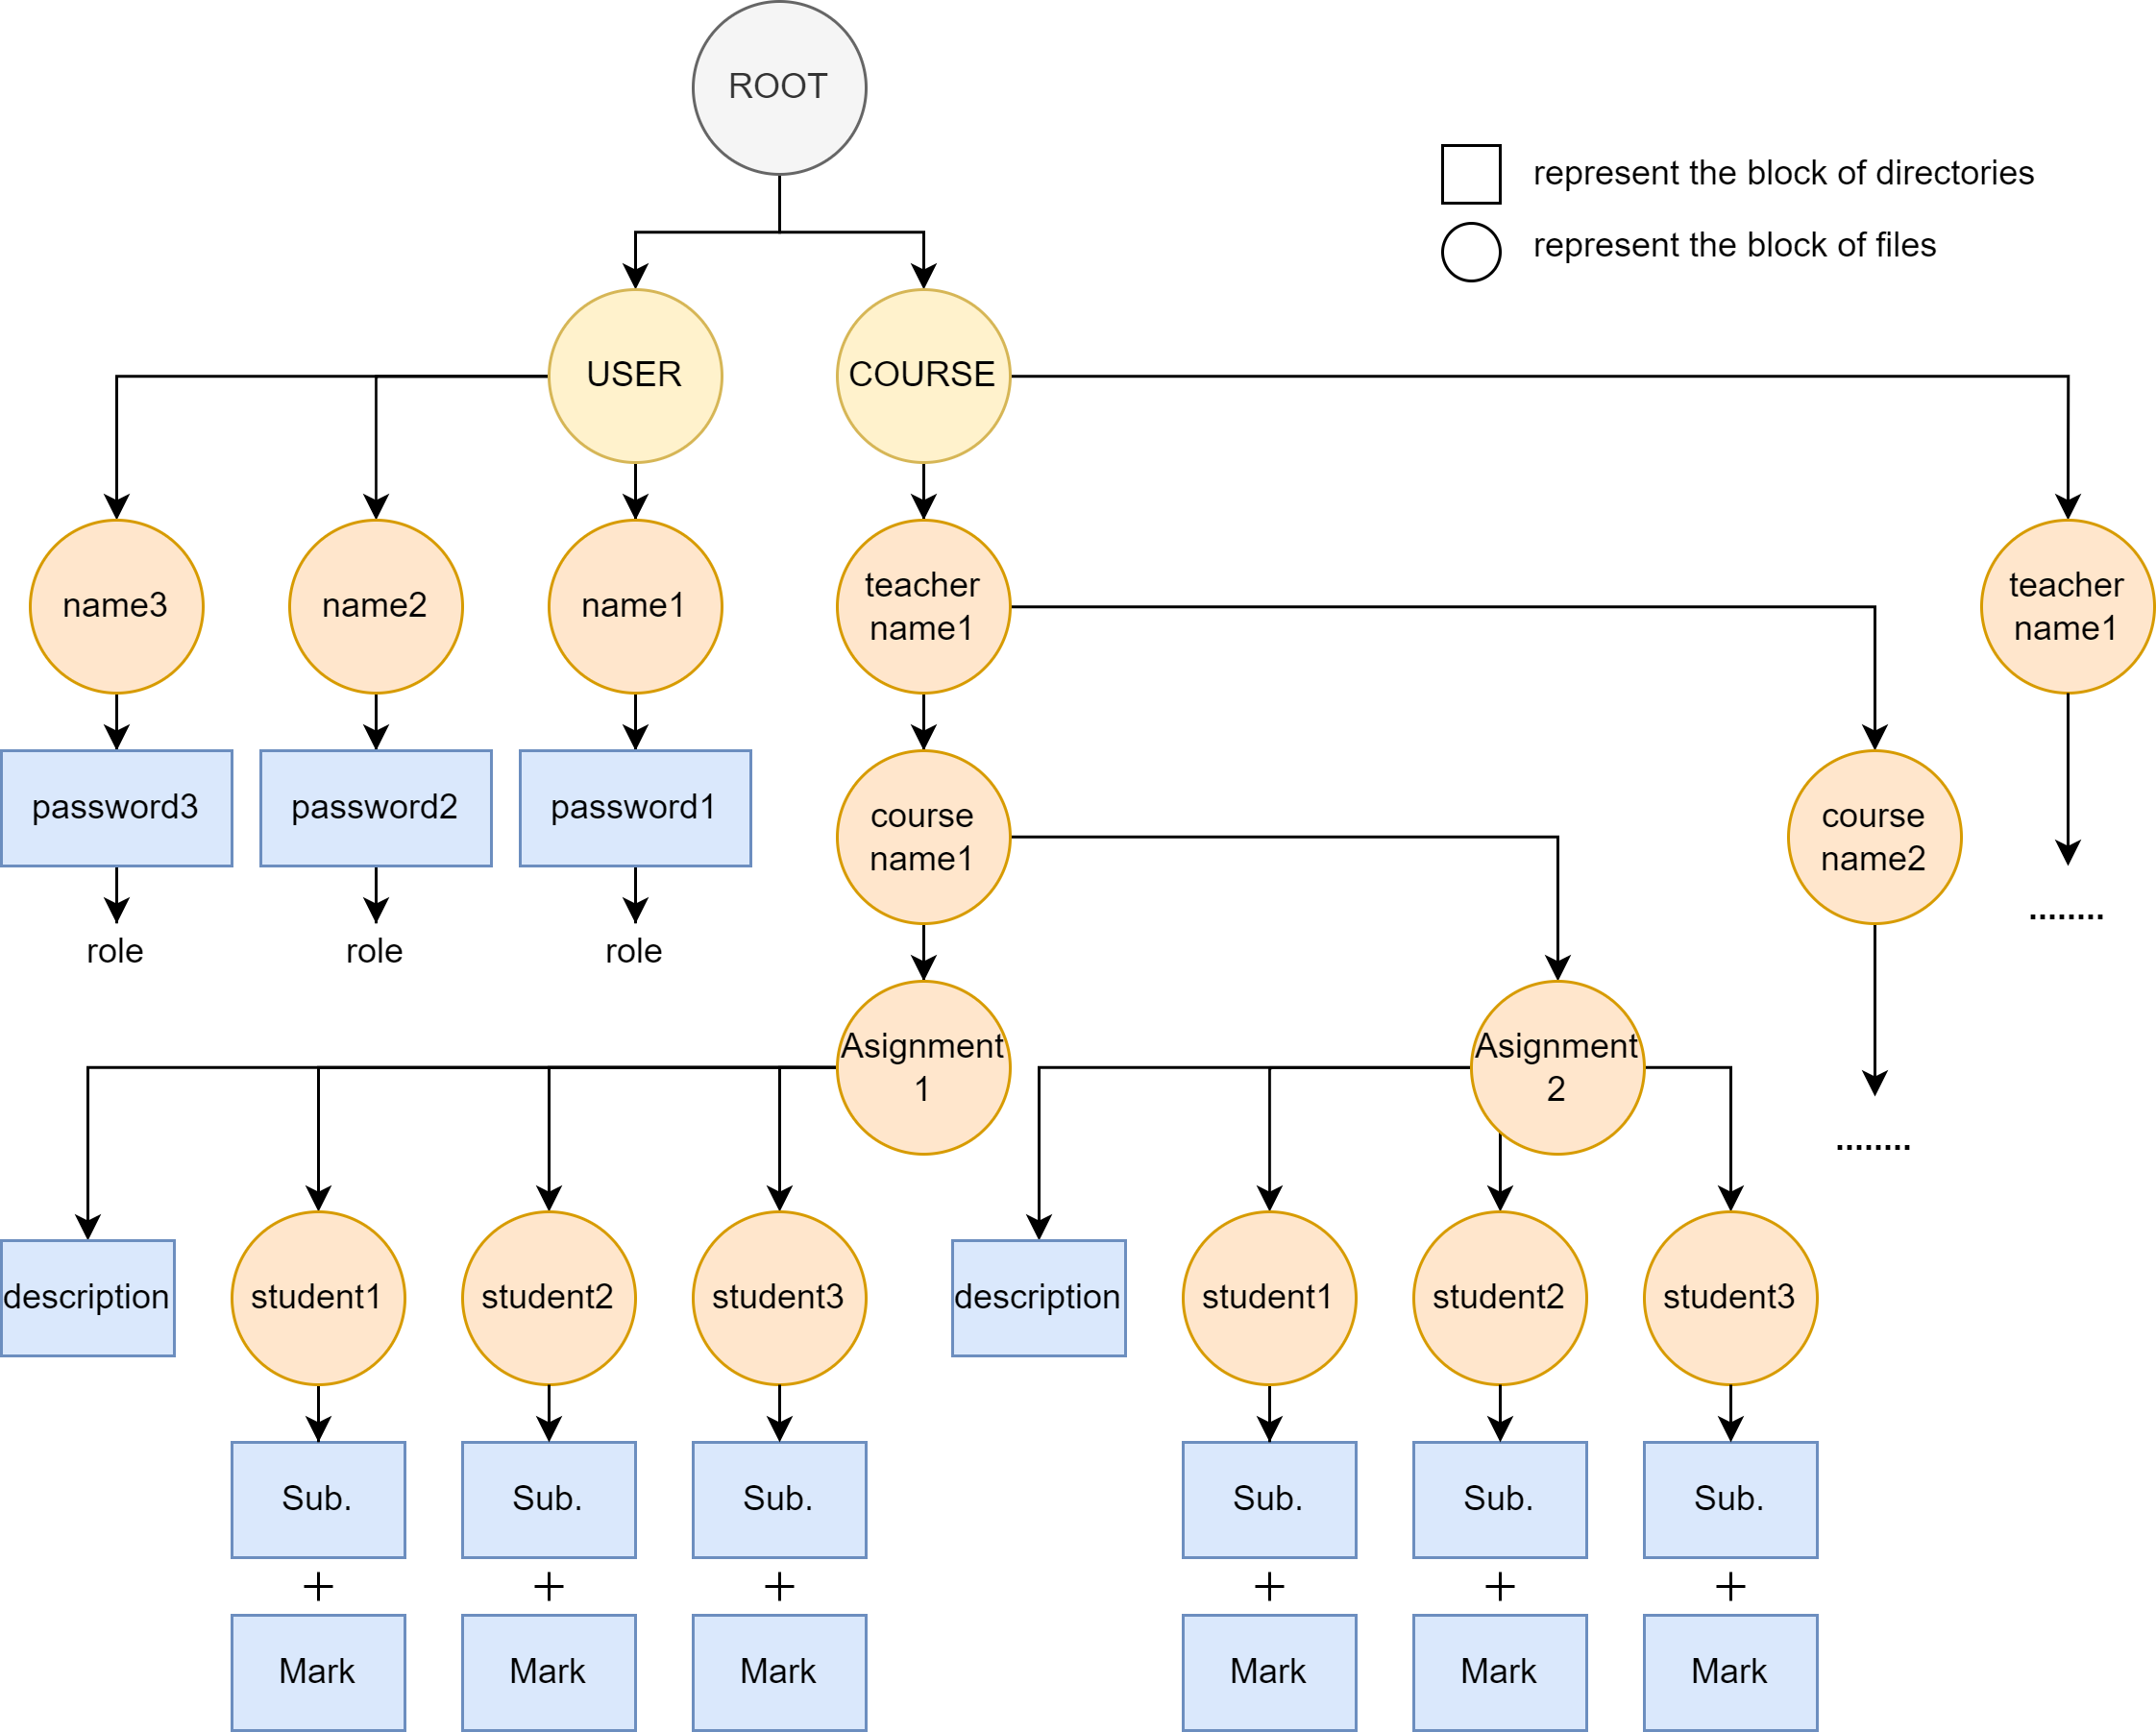 ROOT
represent the block of directories
represent the block of files
USER
COURSE
name3
name2
name1
teacher
name1
teacher
name1
password3
password2
password1
course
name1
course
name2
........
role
role
role
Asignment
1
Asignment
2
........
description
student1
student2
student3
description
student1
student2
student3
Sub.
Sub.
Sub.
Sub.
Sub.
Sub.
+
+
+
+
+
+
Mark
Mark
Mark
Mark
Mark
Mark